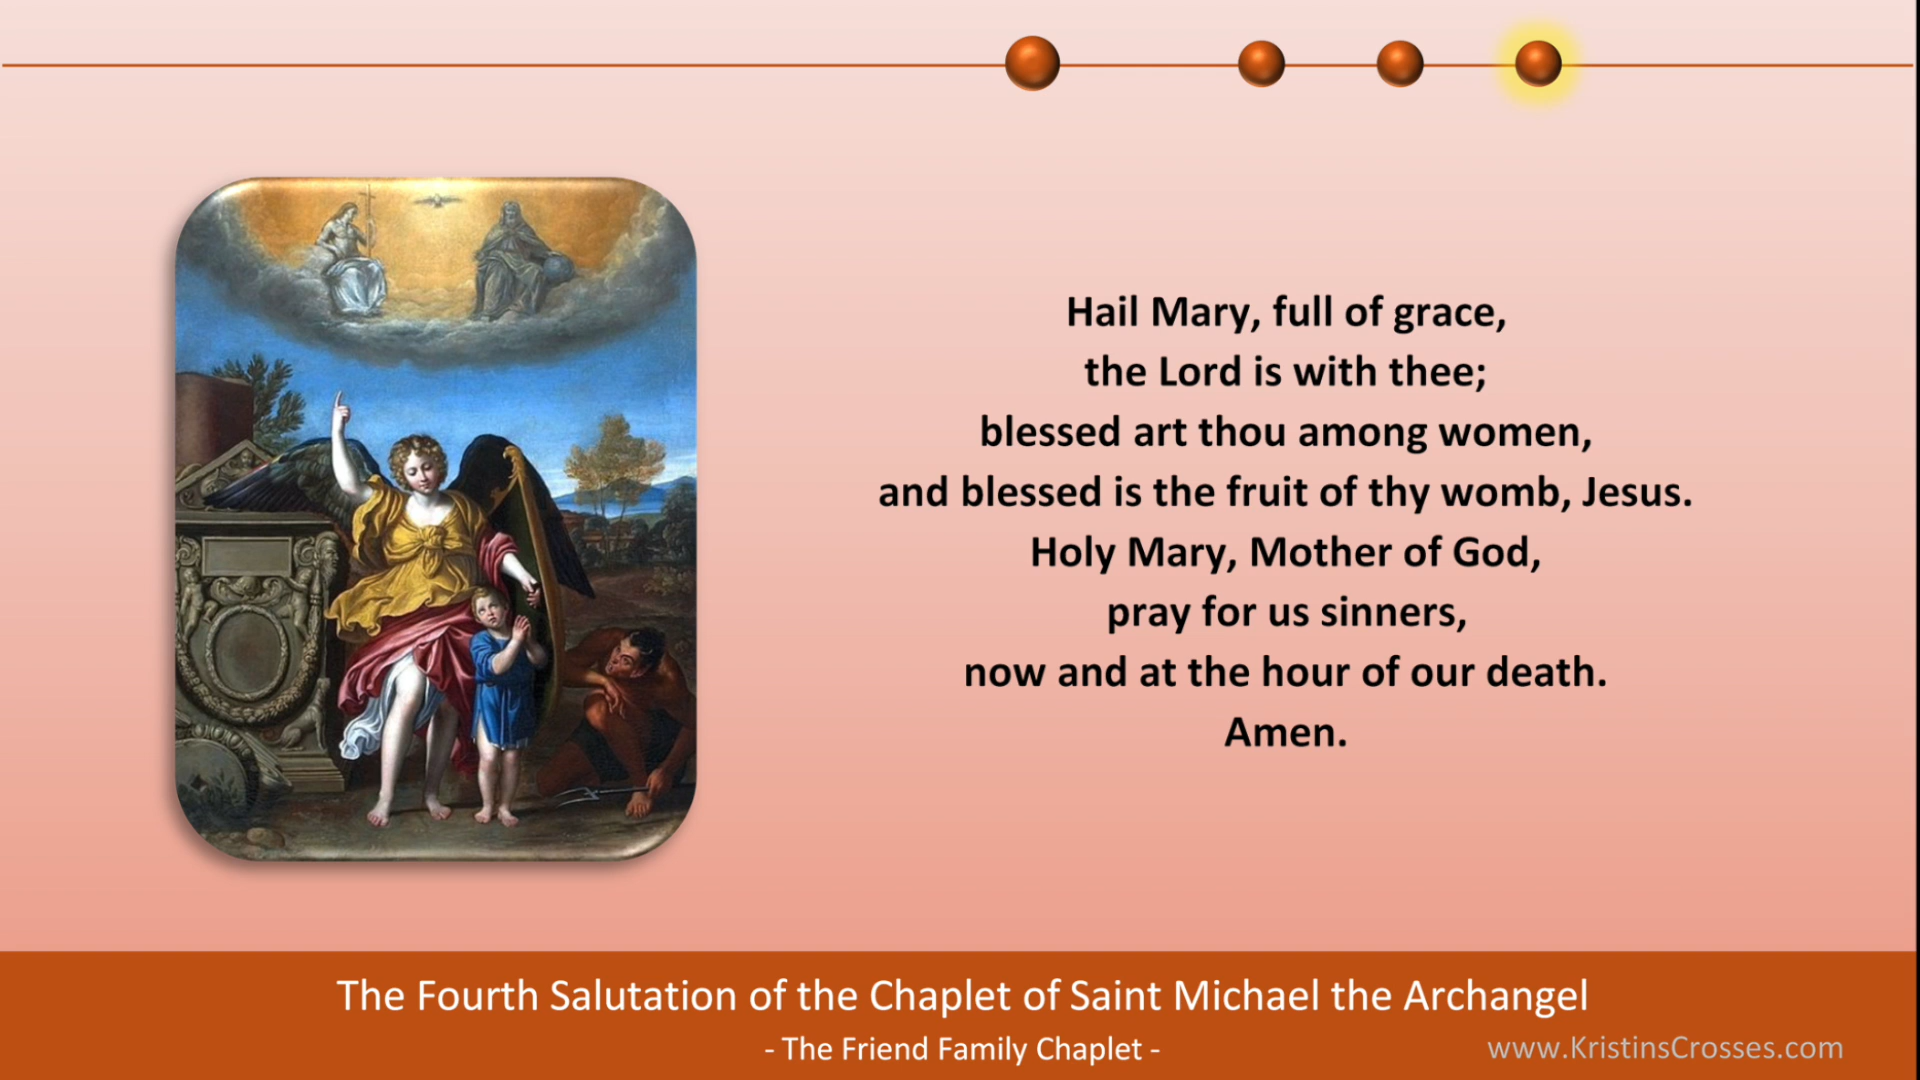 Hail Mary, full of grace,
the Lord is with thee;
blessed art thou among women,
and blessed is the fruit of thy womb, Jesus.
Holy Mary, Mother of God,
pray for us sinners,
now and at the hour of our death.
Amen.
The Fourth Salutation of the Chaplet of Saint Michael the Archangel
- The Friend Family Chaplet -
www.KristinsCrosses.com